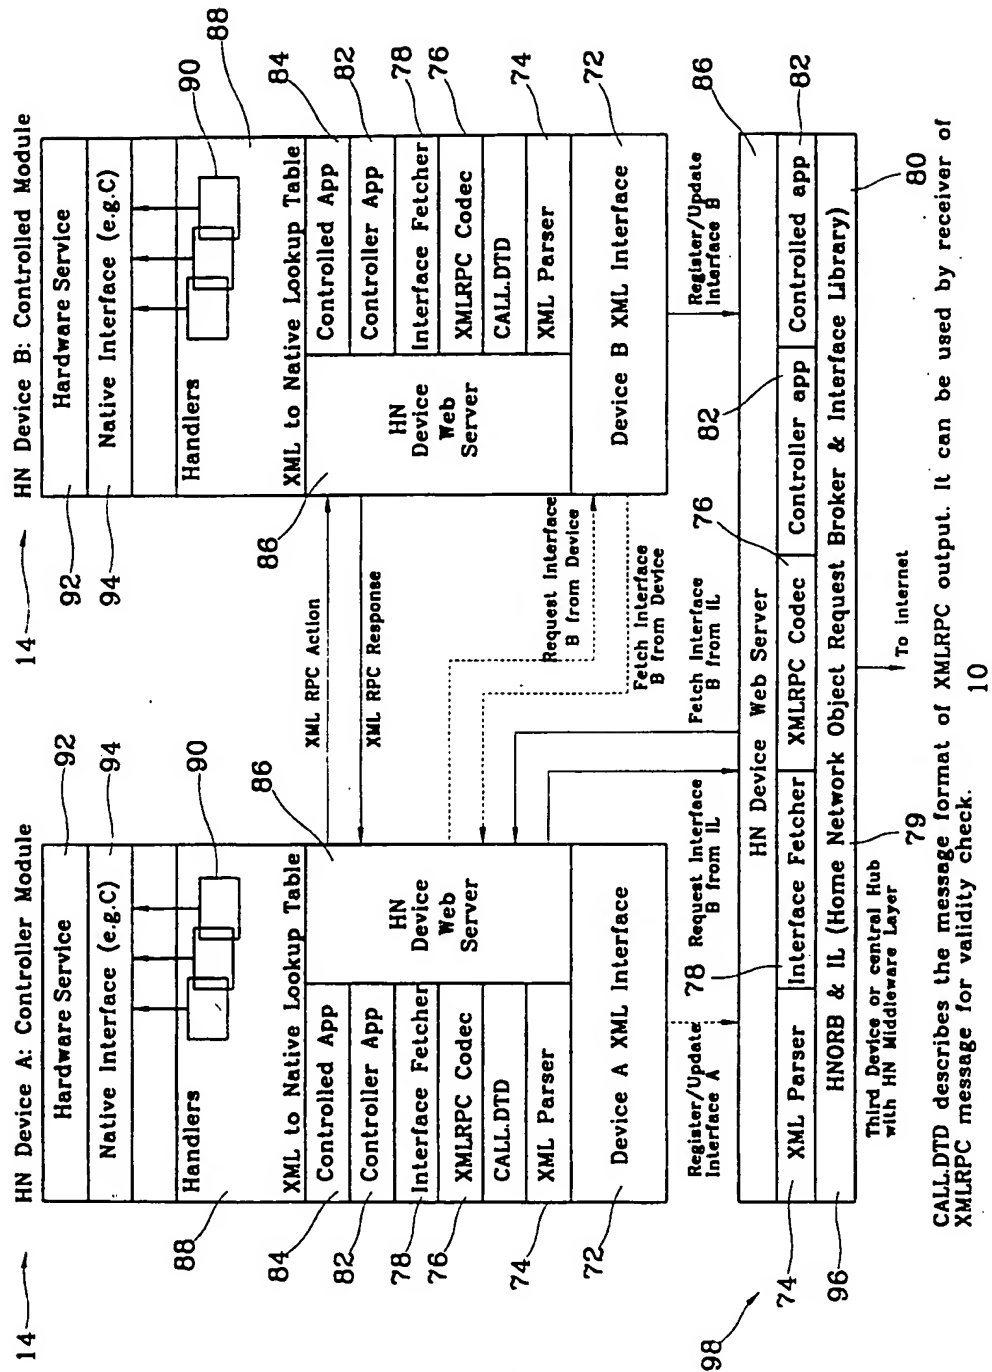 14
HN Device A: Controller Module
92
Hardware Service
94
Native Interface (e.g.C)
90
Handlers
88
XML to Native Lookup Table
84
Controlled App
82
Controller App
78
Interface Fetcher
76
XMLRPC Codec
CALL.DTD
74
XML Parser
86
HN
Device
Web
Server
72
Device A XML Interface
XML RPC Action
XML RPC Response
Request Interface
B from Device
Fetch Interface
B from Device
14
HN Device B: Controlled Module
92
Hardware Service
94
Native Interface (e.g.C)
90
Handlers
88
XML to Native Lookup Table
86
HN
Device
Web
Server
84
Controlled App
82
Controller App
78
Interface Fetcher
76
XMLRPC Codec
CALL.DTD
74
XML Parser
72
Device B XML Interface
Register/Update
Interface A
Request Interface
B from IL
Fetch Interface
B from IL
Register/Update
Interface B
98
HN Device Web Server
86
74
XML Parser
78
Interface Fetcher
XMLRPC Codec
76
Controller app
82
Controlled app
82
96
HNORB & IL (Home Network Object Request Broker & Interface Library)
80
Third Device or central Hub
with HN Middleware Layer
79
To internet
CALL.DTD describes the message format of XMLRPC output. It can be used by receiver of
XMLRPC message for validity check.
10